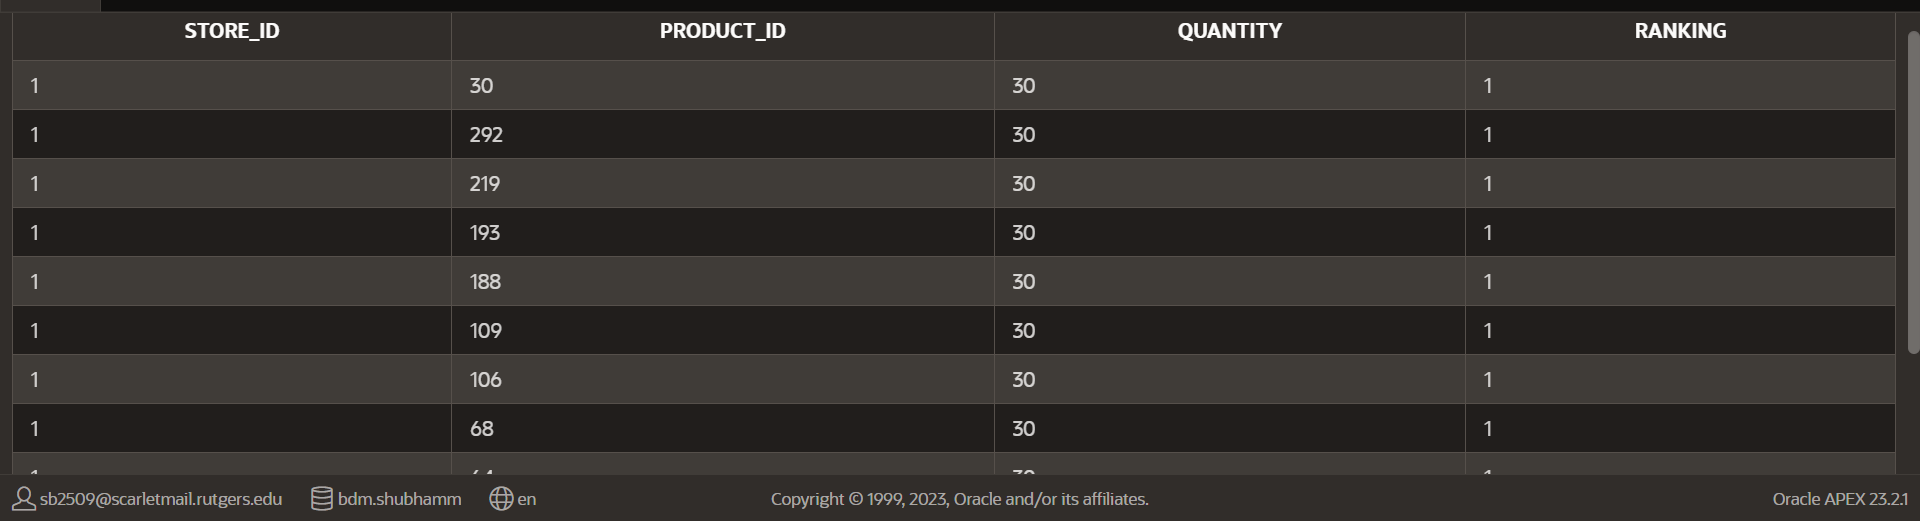 STORE_ID PRODUCT_ID QUANTITY RANKING
1 30 30 1
1 292 30 1
1 219 30 1
1 193 30 1
1 188 30 1
1 109 30 1
1 106 30 1
1 68 30 1
sb2509@scarletmail.rutgers.edu bdm.shubhamm en Copyright © 1999, 2023, Oracle and/or its affiliates. Oracle APEX 23.2.1